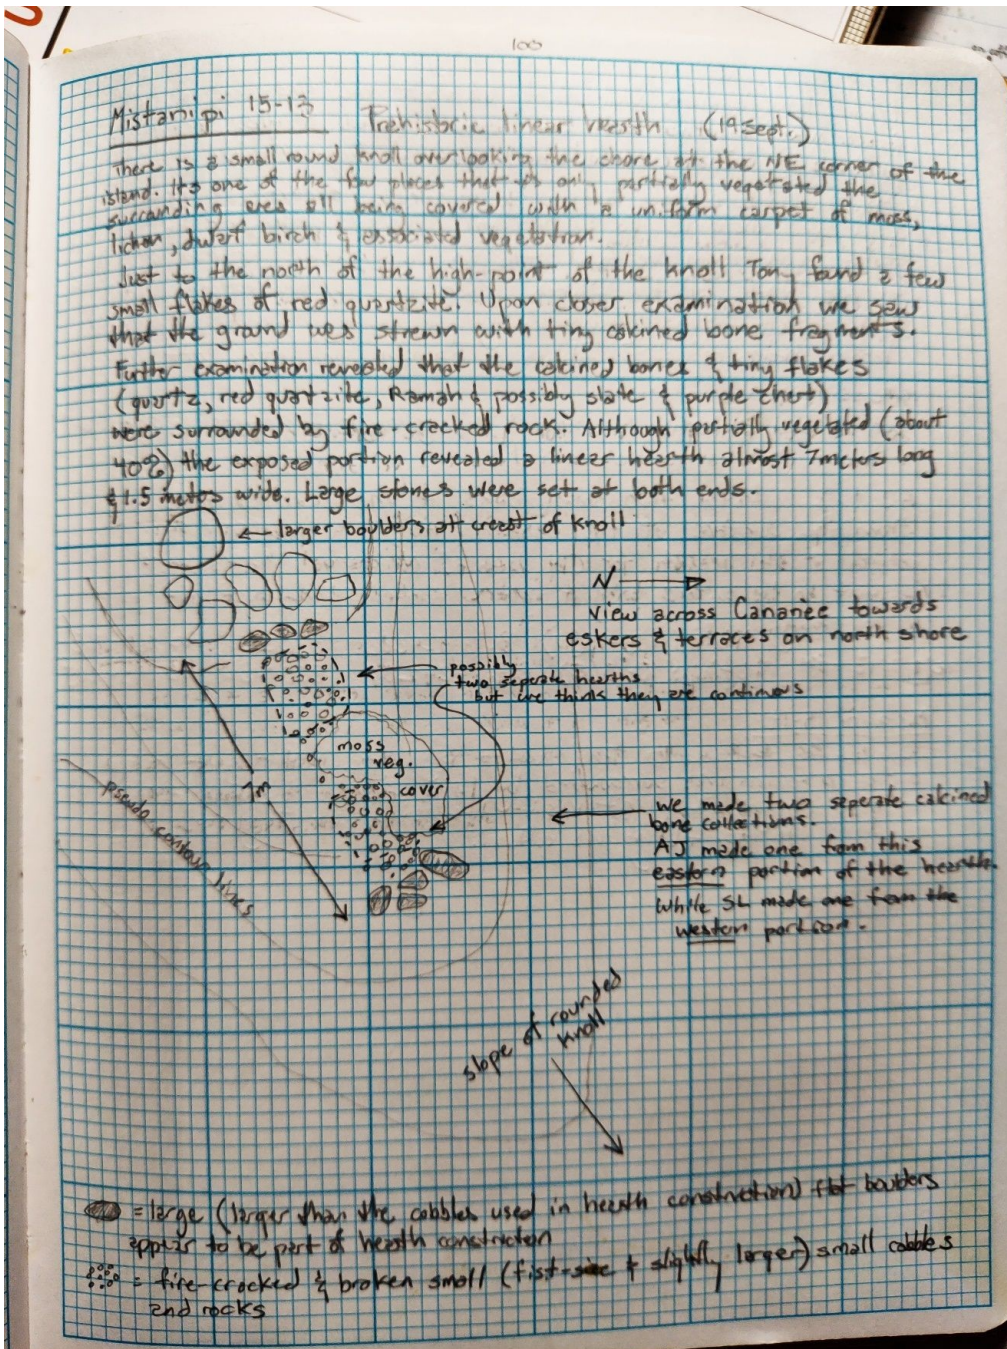 100
Mistanipi 15-13 Prehistoric linear hearth (19 Sept.)
There is a small round knoll overlooking the shore at the NE corner of the
island. Its one of the few places that is only partially vegetated the
surrounding area all being covered with a uniform carpet of moss,
lichen, dwarf birch & associated vegetation.
Just to the north of the high-point of the knoll Tony found a few
small flakes of red quartzite. Upon closer examination we saw
that the ground was strewn with tiny calcined bone fragments.
Further examination revealed that the calcined bones & tiny flakes
(quartz, red quartzite, Ramah & possibly slate & purple chert)
were surrounded by fire-cracked rock. Although partially vegetated (about
40%) the exposed portion revealed a linear hearth almost 7meters long
& 1.5 meters wide. Large stones were set at both ends.
← larger boulders at crest of knoll
N →
View across Cananée towards
eskers & terraces on north shore
possibly
two seperate hearths
but we think they are continuous
moss
veg.
cover
7m
pseudo contour lines
we made two seperate calcined
bone collections.
AJ made one from this
eastern portion of the hearth.
While SL made one from the
western portion.
slope of rounded
knoll
= large (larger than the cobbles used in hearth construction) flat boulders
appear to be part of hearth construction
= fire-cracked & broken small (fist-size & slightly larger) small cobbles
and rocks